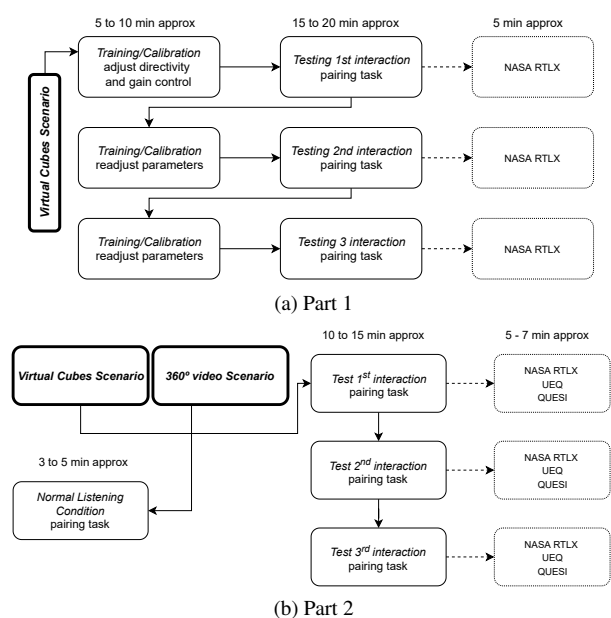 5 to 10 min approx
15 to 20 min approx
5 min approx
Virtual Cubes Scenario
Training/Calibration
adjust directivity
and gain control
Testing 1st interaction
pairing task
NASA RTLX
Training/Calibration
readjust parameters
Testing 2nd interaction
pairing task
NASA RTLX
Training/Calibration
readjust parameters
Testing 3 interaction
pairing task
NASA RTLX
(a) Part 1
10 to 15 min approx
5 - 7 min approx
Virtual Cubes Scenario
360º video Scenario
Test 1st interaction
pairing task
NASA RTLX
UEQ
QUESI
3 to 5 min approx
Normal Listening
Condition
pairing task
Test 2nd interaction
pairing task
NASA RTLX
UEQ
QUESI
Test 3rd interaction
pairing task
NASA RTLX
UEQ
QUESI
(b) Part 2